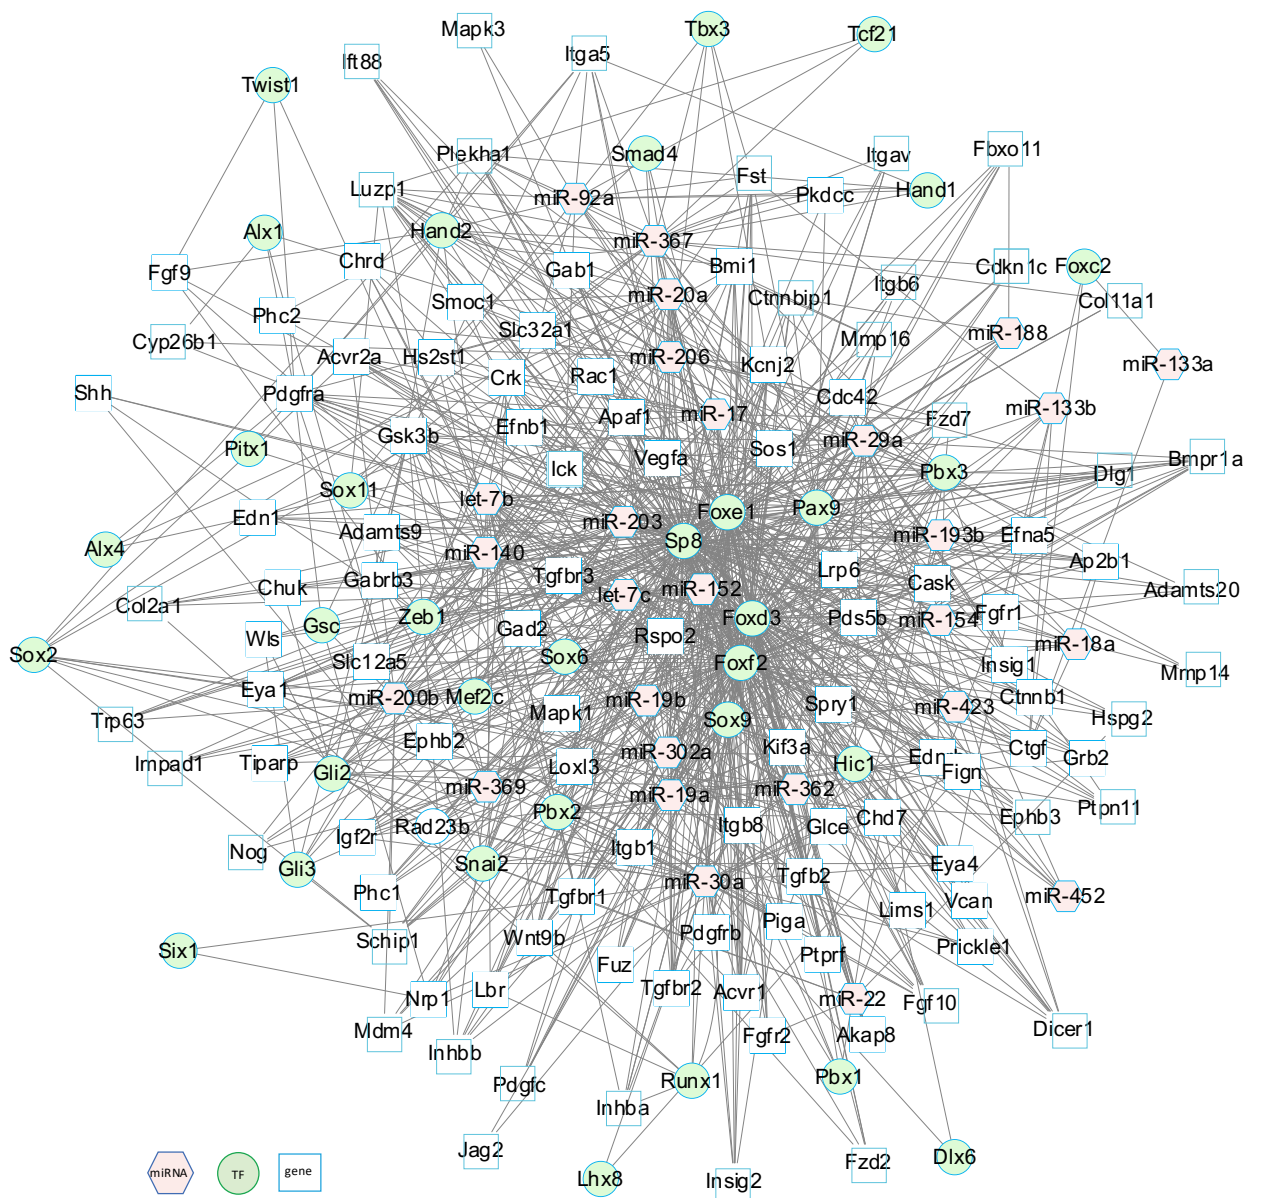 Mapk3
Tbx3
Tcf21
Ift88
Itga5
Twist1
Plekha1
Smad4
Itgav
Fbxo11
Luzp1
miR-92a
Fst
Pkdcc
Hand1
Alx1
Hand2
miR-367
Fgf9
Chrd
Gab1
Bmi1
Cdkn1c
Foxc2
Phc2
Smoc1
miR-20a
Ctnnbip1
Itgb6
Col11a1
Cyp26b1
Acvr2a
Hs2st1
Slc32a1
miR-206
Kcnj2
Mmp16
miR-188
miR-133a
Shh
Pdgfra
Crk
Rac1
Cdc42
Gsk3b
Efnb1
Apaf1
miR-17
miR-29a
Fzd7
miR-133b
Pitx1
Ick
Vegfa
Sos1
Pbx3
Dlg1
Bmpr1a
Sox11
let-7b
Edn1
Adamts9
miR-203
Foxe1
Pax9
Alx4
miR-140
Sp8
miR-193b
Efna5
Ap2b1
Chuk
Gabrb3
Tgfbr3
let-7c
miR-152
Lrp6
Cask
Adamts20
Col2a1
Gsc
Zeb1
Gad2
Rspo2
Foxd3
Pds5b
miR-154
Fgfr1
Sox2
Wls
Slc12a5
Sox6
Foxf2
Insig1
miR-18a
Mmp14
Eya1
miR-200b
Mef2c
Mapk1
miR-19b
Sox9
Spry1
miR-423
Ctnnb1
Trp63
Hspg2
Impad1
Tiparp
Ephb2
Loxl3
miR-302a
Kif3a
Hic1
Fign
Ctgf
Grb2
Gli2
miR-369
Pbx2
miR-19a
miR-362
Ptpn11
Nog
Igf2r
Rad23b
Itgb1
Itgb8
Glce
Chd7
Ephb3
Gli3
Snai2
Phc1
Tgfbr1
miR-30a
Tgfb2
Eya4
miR-452
Six1
Schip1
Wnt9b
Pdgfrb
Piga
Lims1
Vcan
Fuz
Ptprf
Prickle1
Nrp1
Lbr
Tgfbr2
Acvr1
miR-22
Fgf10
Mdm4
Inhbb
Fgfr2
Akap8
Dicer1
Pdgfc
Inhba
Runx1
Pbx1
Jag2
Lhx8
Insig2
Fzd2
Dlx6
miRNA
TF
gene